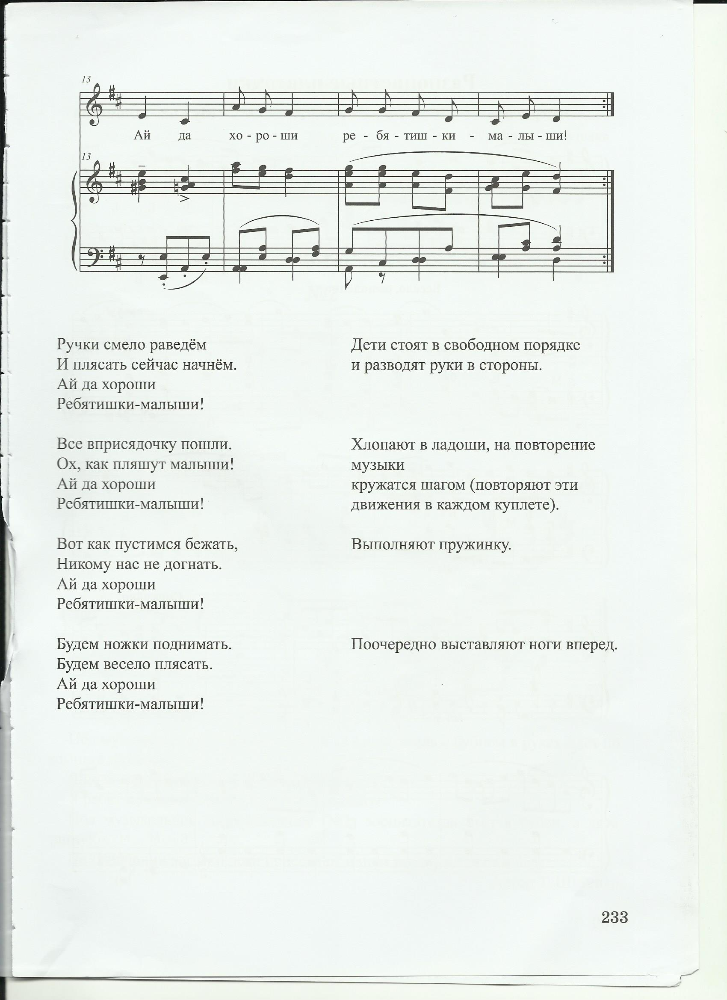 13
Ай да хо - ро - ши ре - бя - тиш - ки - ма - лы - ши!
13
Ручки смело раведём
И плясать сейчас начнём.
Ай да хороши
Ребятишки-малыши!
Дети стоят в свободном порядке
и разводят руки в стороны.
Все вприсядочку пошли.
Ох, как пляшут малыши!
Ай да хороши
Ребятишки-малыши!
Хлопают в ладоши, на повторение
музыки
кружатся шагом (повторяют эти
движения в каждом куплете).
Вот как пустимся бежать,
Никому нас не догнать.
Ай да хороши
Ребятишки-малыши!
Выполняют пружинку.
Будем ножки поднимать.
Будем весело плясать.
Ай да хороши
Ребятишки-малыши!
Поочередно выставляют ноги вперед.
233